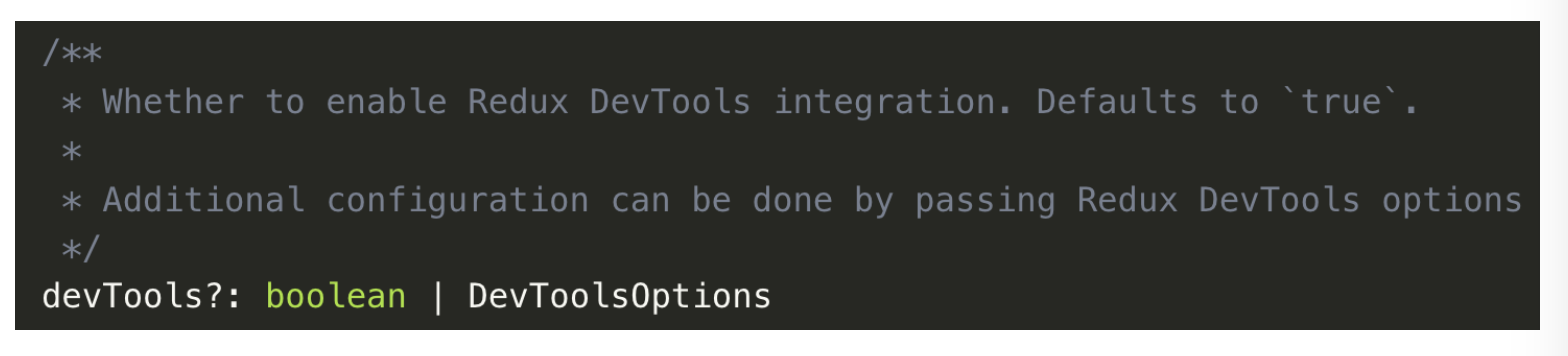 /**
 * Whether to enable Redux DevTools integration. Defaults to `true`.
 *
 * Additional configuration can be done by passing Redux DevTools options
 */
devTools?: boolean | DevToolsOptions